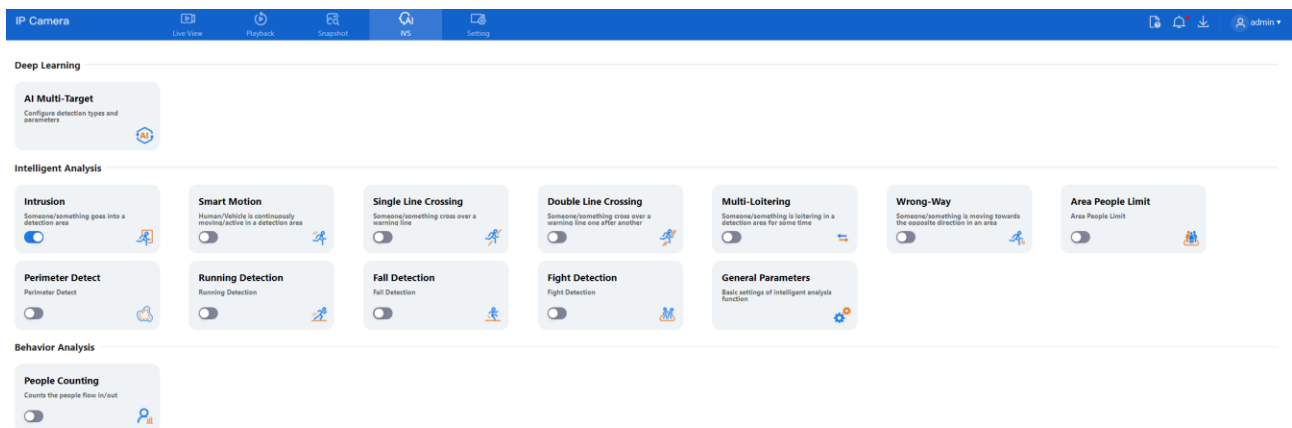 IP Camera
Live View
Playback
Snapshot
AI
IVS
Setting
admin
Deep Learning
AI Multi-Target
Configure detection types and
parameters
AI
Intelligent Analysis
Intrusion
Someone/something goes into a
detection area
Smart Motion
Human/Vehicle is continuously
moving/active in a detection area
Single Line Crossing
Someone/something cross over a
warning line
Double Line Crossing
Someone/something cross over a
warning line one after another
Multi-Loitering
Someone/something is loitering in a
detection area for some time
Wrong-Way
Someone/something is moving towards
the opposite direction in an area
Area People Limit
Area People Limit
Perimeter Detect
Perimeter Detect
Running Detection
Running Detection
Fall Detection
Fall Detection
Fight Detection
Fight Detection
General Parameters
Basic settings of intelligent analysis
function
Behavior Analysis
People Counting
Counts the people flow in/out